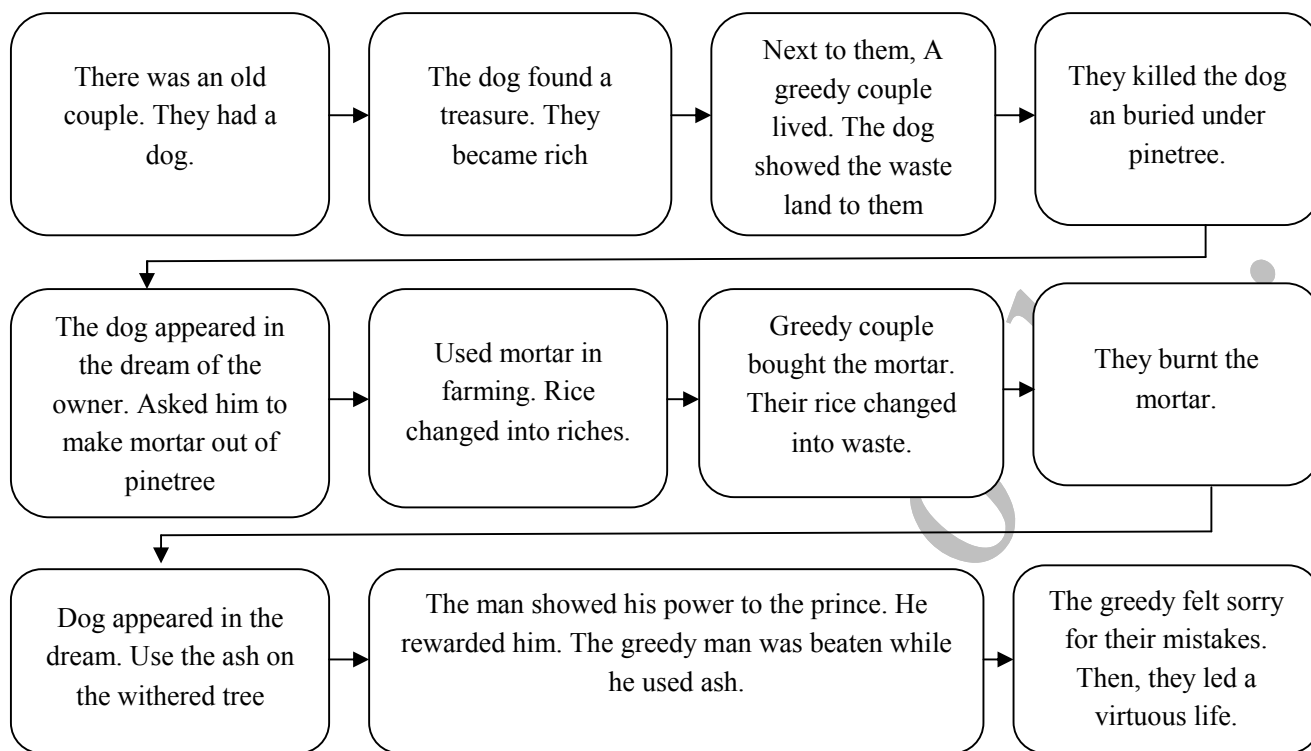 There was an old
couple. They had a
dog.
The dog found a
treasure. They
became rich
Next to them, A
greedy couple
lived. The dog
showed the waste
land to them
They killed the dog
an buried under
pinetree.
The dog appeared in
the dream of the
owner. Asked him to
make mortar out of
pinetree
Used mortar in
farming. Rice
changed into riches.
Greedy couple
bought the mortar.
Their rice changed
into waste.
They burnt the
mortar.
Dog appeared in the
dream. Use the ash on
the withered tree
The man showed his power to the prince. He
rewarded him. The greedy man was beaten while
he used ash.
The greedy felt sorry
for their mistakes.
Then, they led a
virtuous life.